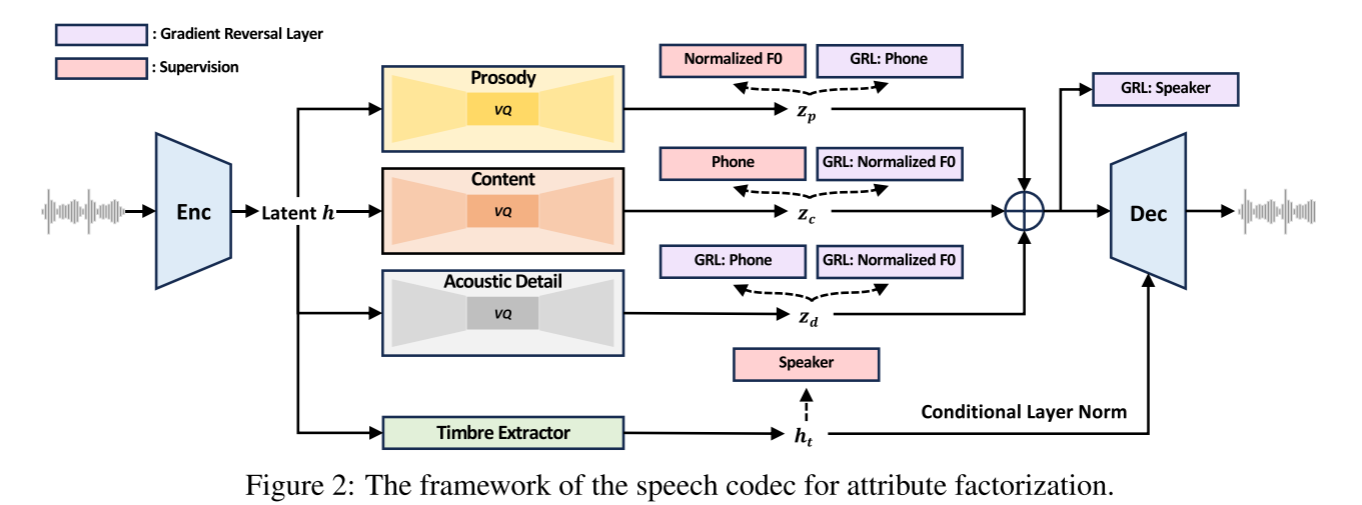 : Gradient Reversal Layer
: Supervision
Prosody
VQ
Normalized F0
GRL: Phone
z_p
GRL: Speaker
Enc
Latent h
Content
VQ
Phone
GRL: Normalized F0
z_c
Dec
Acoustic Detail
VQ
GRL: Phone
GRL: Normalized F0
z_d
Speaker
Timbre Extractor
h_t
Conditional Layer Norm
Figure 2: The framework of the speech codec for attribute factorization.